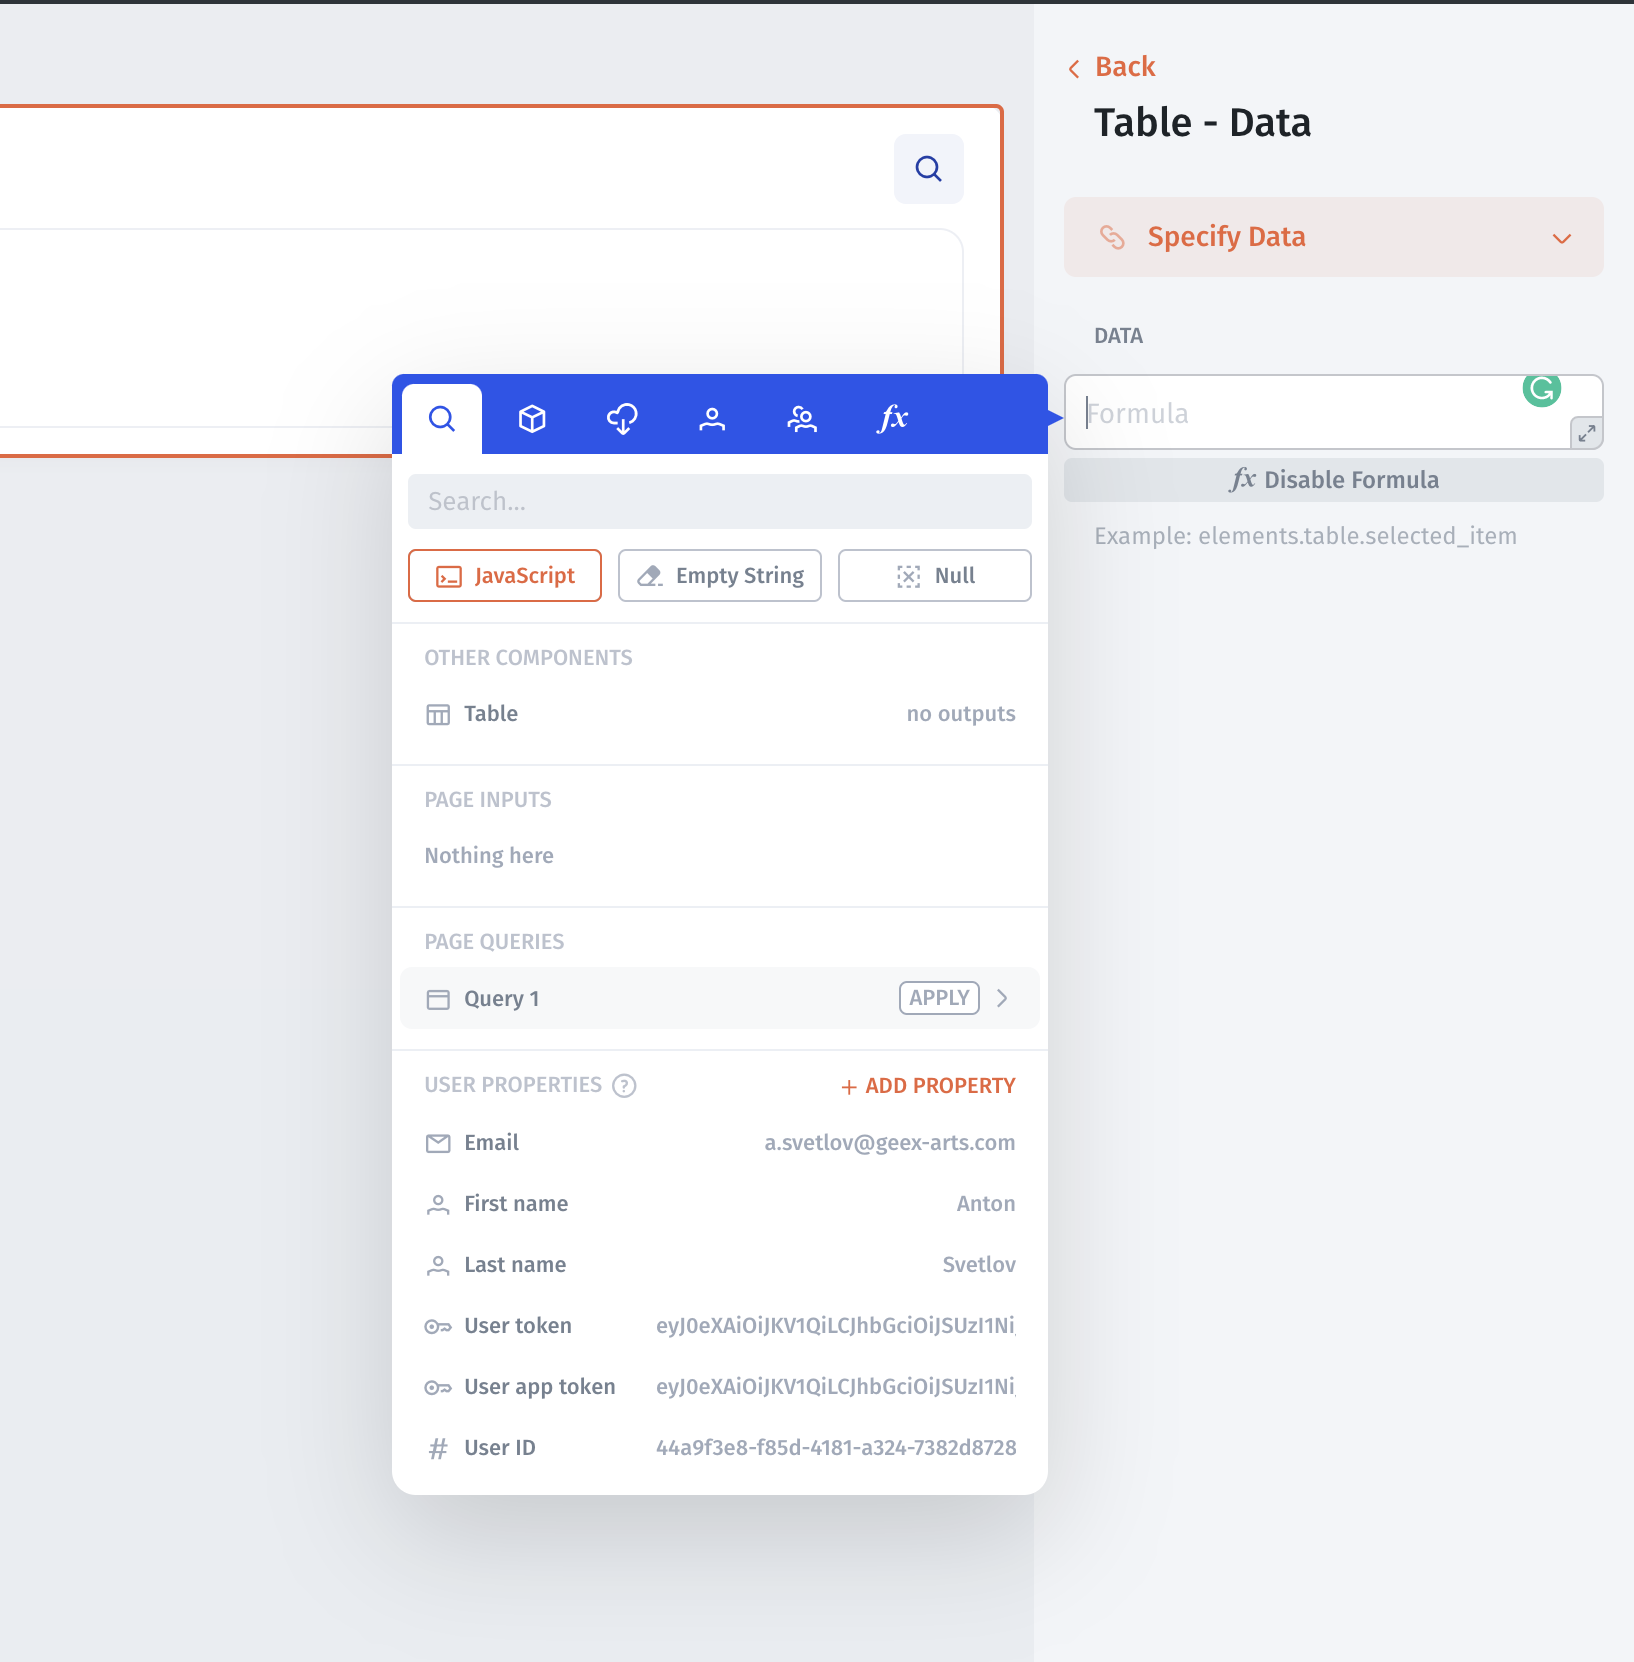 Back
Table - Data
Specify Data
DATA
Formula
fx Disable Formula
Example: elements.table.selected_item
fx
Search...
JavaScript
Empty String
Null
OTHER COMPONENTS
Table no outputs
PAGE INPUTS
Nothing here
PAGE QUERIES
Query 1 APPLY
USER PROPERTIES ? + ADD PROPERTY
Email a.svetlov@geex-arts.com
First name Anton
Last name Svetlov
User token eyJ0eXAiOiJKV1QiLCJhbGciOiJSUzI1Ni
User app token eyJ0eXAiOiJKV1QiLCJhbGciOiJSUzI1Ni
# User ID 44a9f3e8-f85d-4181-a324-7382d8728